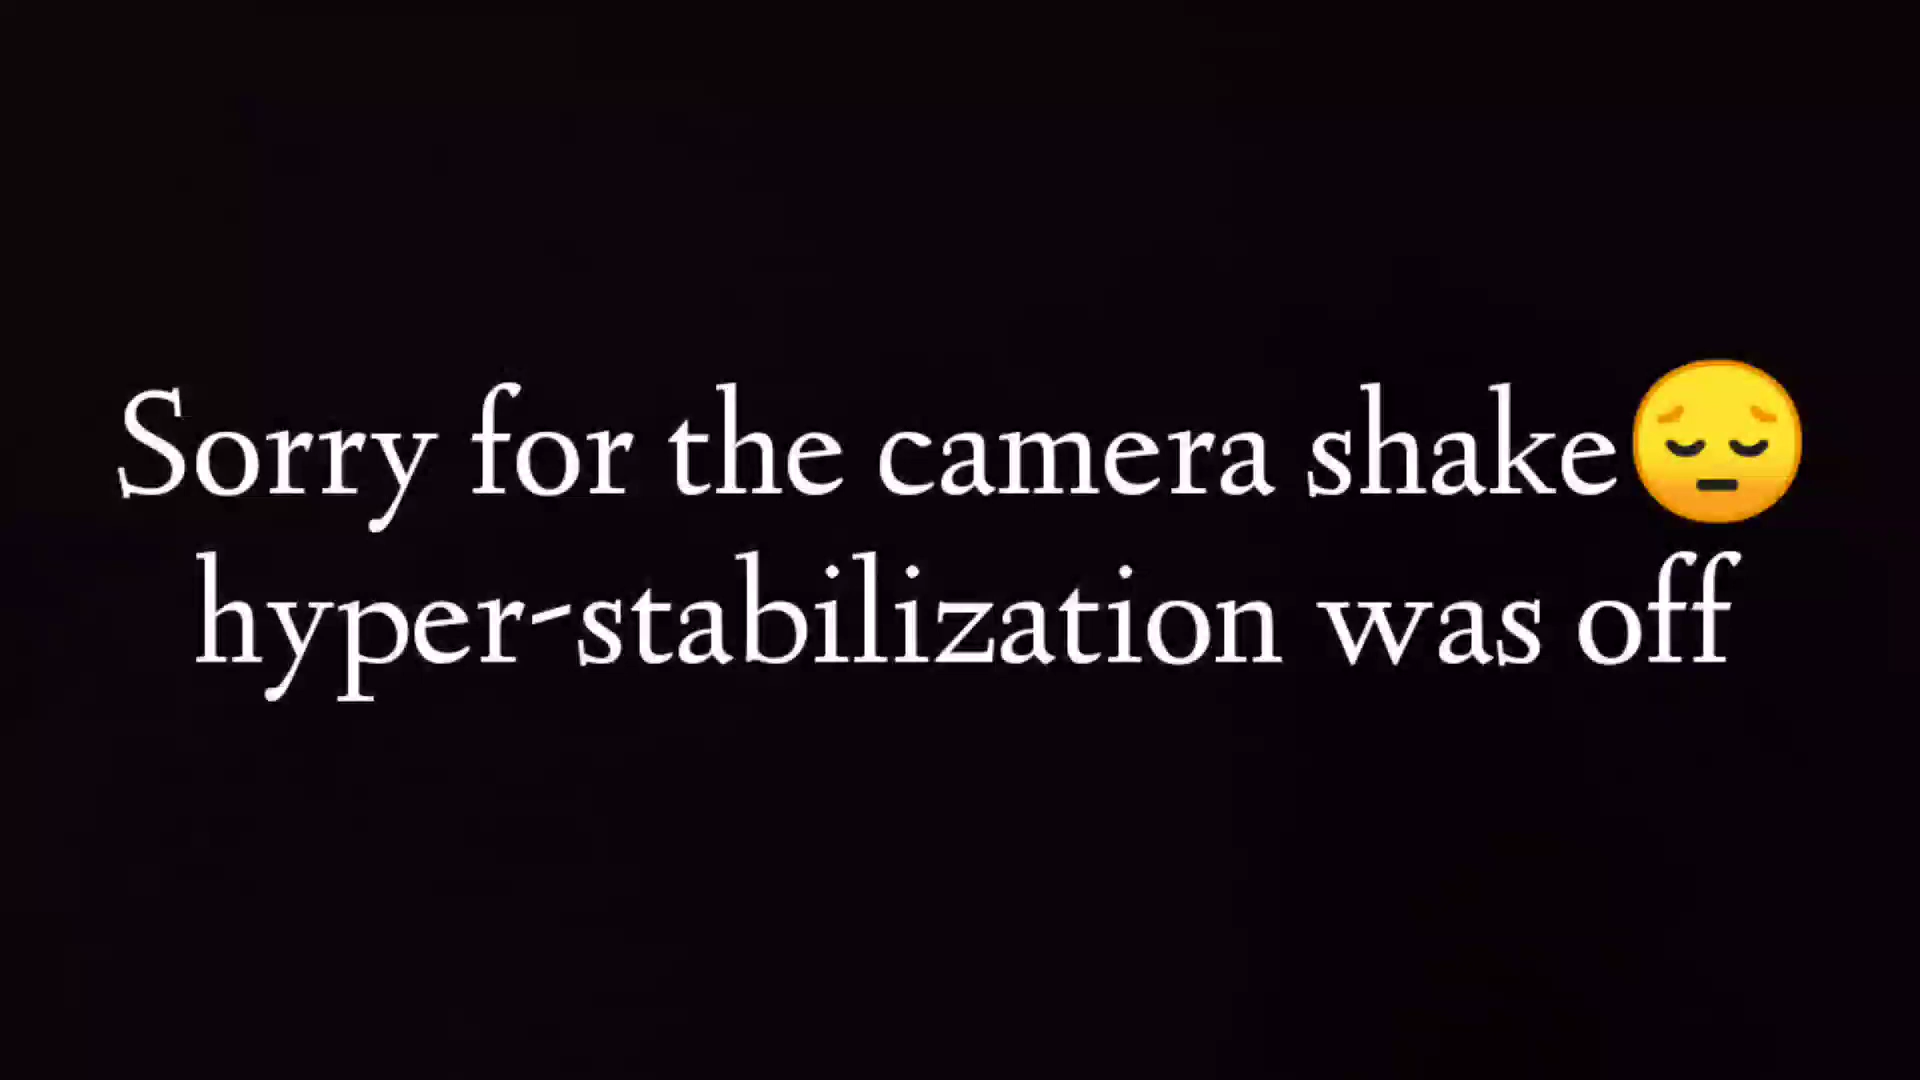 Sorry for the camera shake😔
hyper-stabilization was off